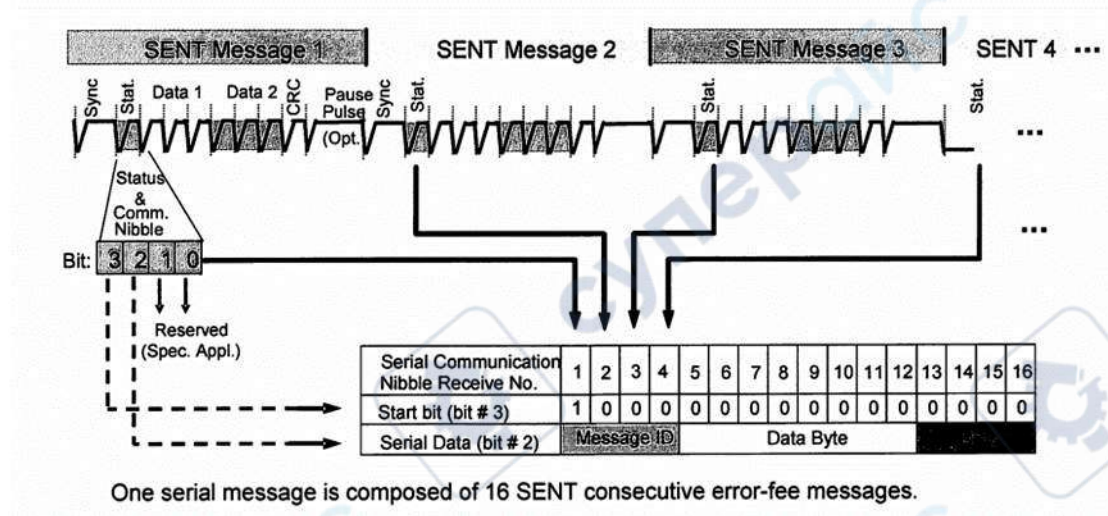 SENT Message 1 SENT Message 2 SENT Message 3 SENT 4 ...
Sync Stat. Data 1 Data 2 CRC Pause Pulse (Opt. Sync Stat. Stat. Stat.
...
Status
&
Comm.
Nibble
...
Bit: 3 2 1 0
Reserved
(Spec. Appl.)
Serial Communication
Nibble Receive No. 1 2 3 4 5 6 7 8 9 10 11 12 13 14 15 16
Start bit (bit # 3) 1 0 0 0 0 0 0 0 0 0 0 0 0 0 0 0
Serial Data (bit # 2) Message ID Data Byte
One serial message is composed of 16 SENT consecutive error-fee messages.
суперайс